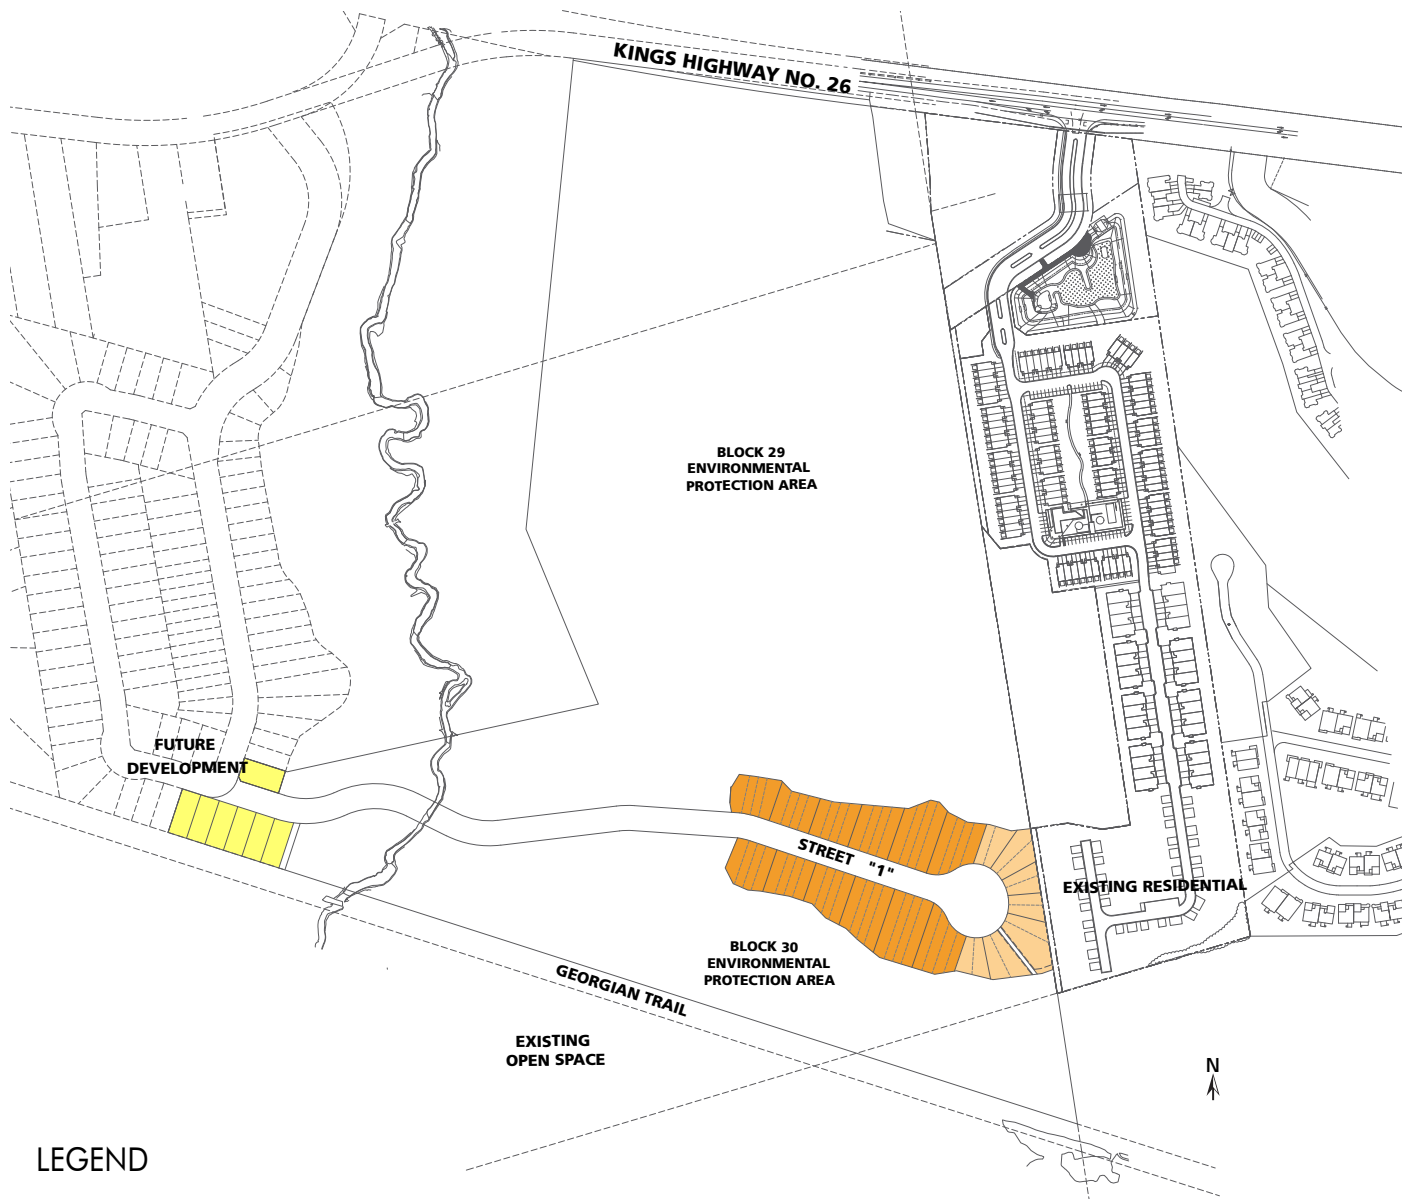 KINGS HIGHWAY NO. 26
BLOCK 29
ENVIRONMENTAL
PROTECTION AREA
FUTURE
DEVELOPMENT
STREET "1"
EXISTING RESIDENTIAL
BLOCK 30
ENVIRONMENTAL
PROTECTION AREA
GEORGIAN TRAIL
EXISTING
OPEN SPACE
N
LEGEND